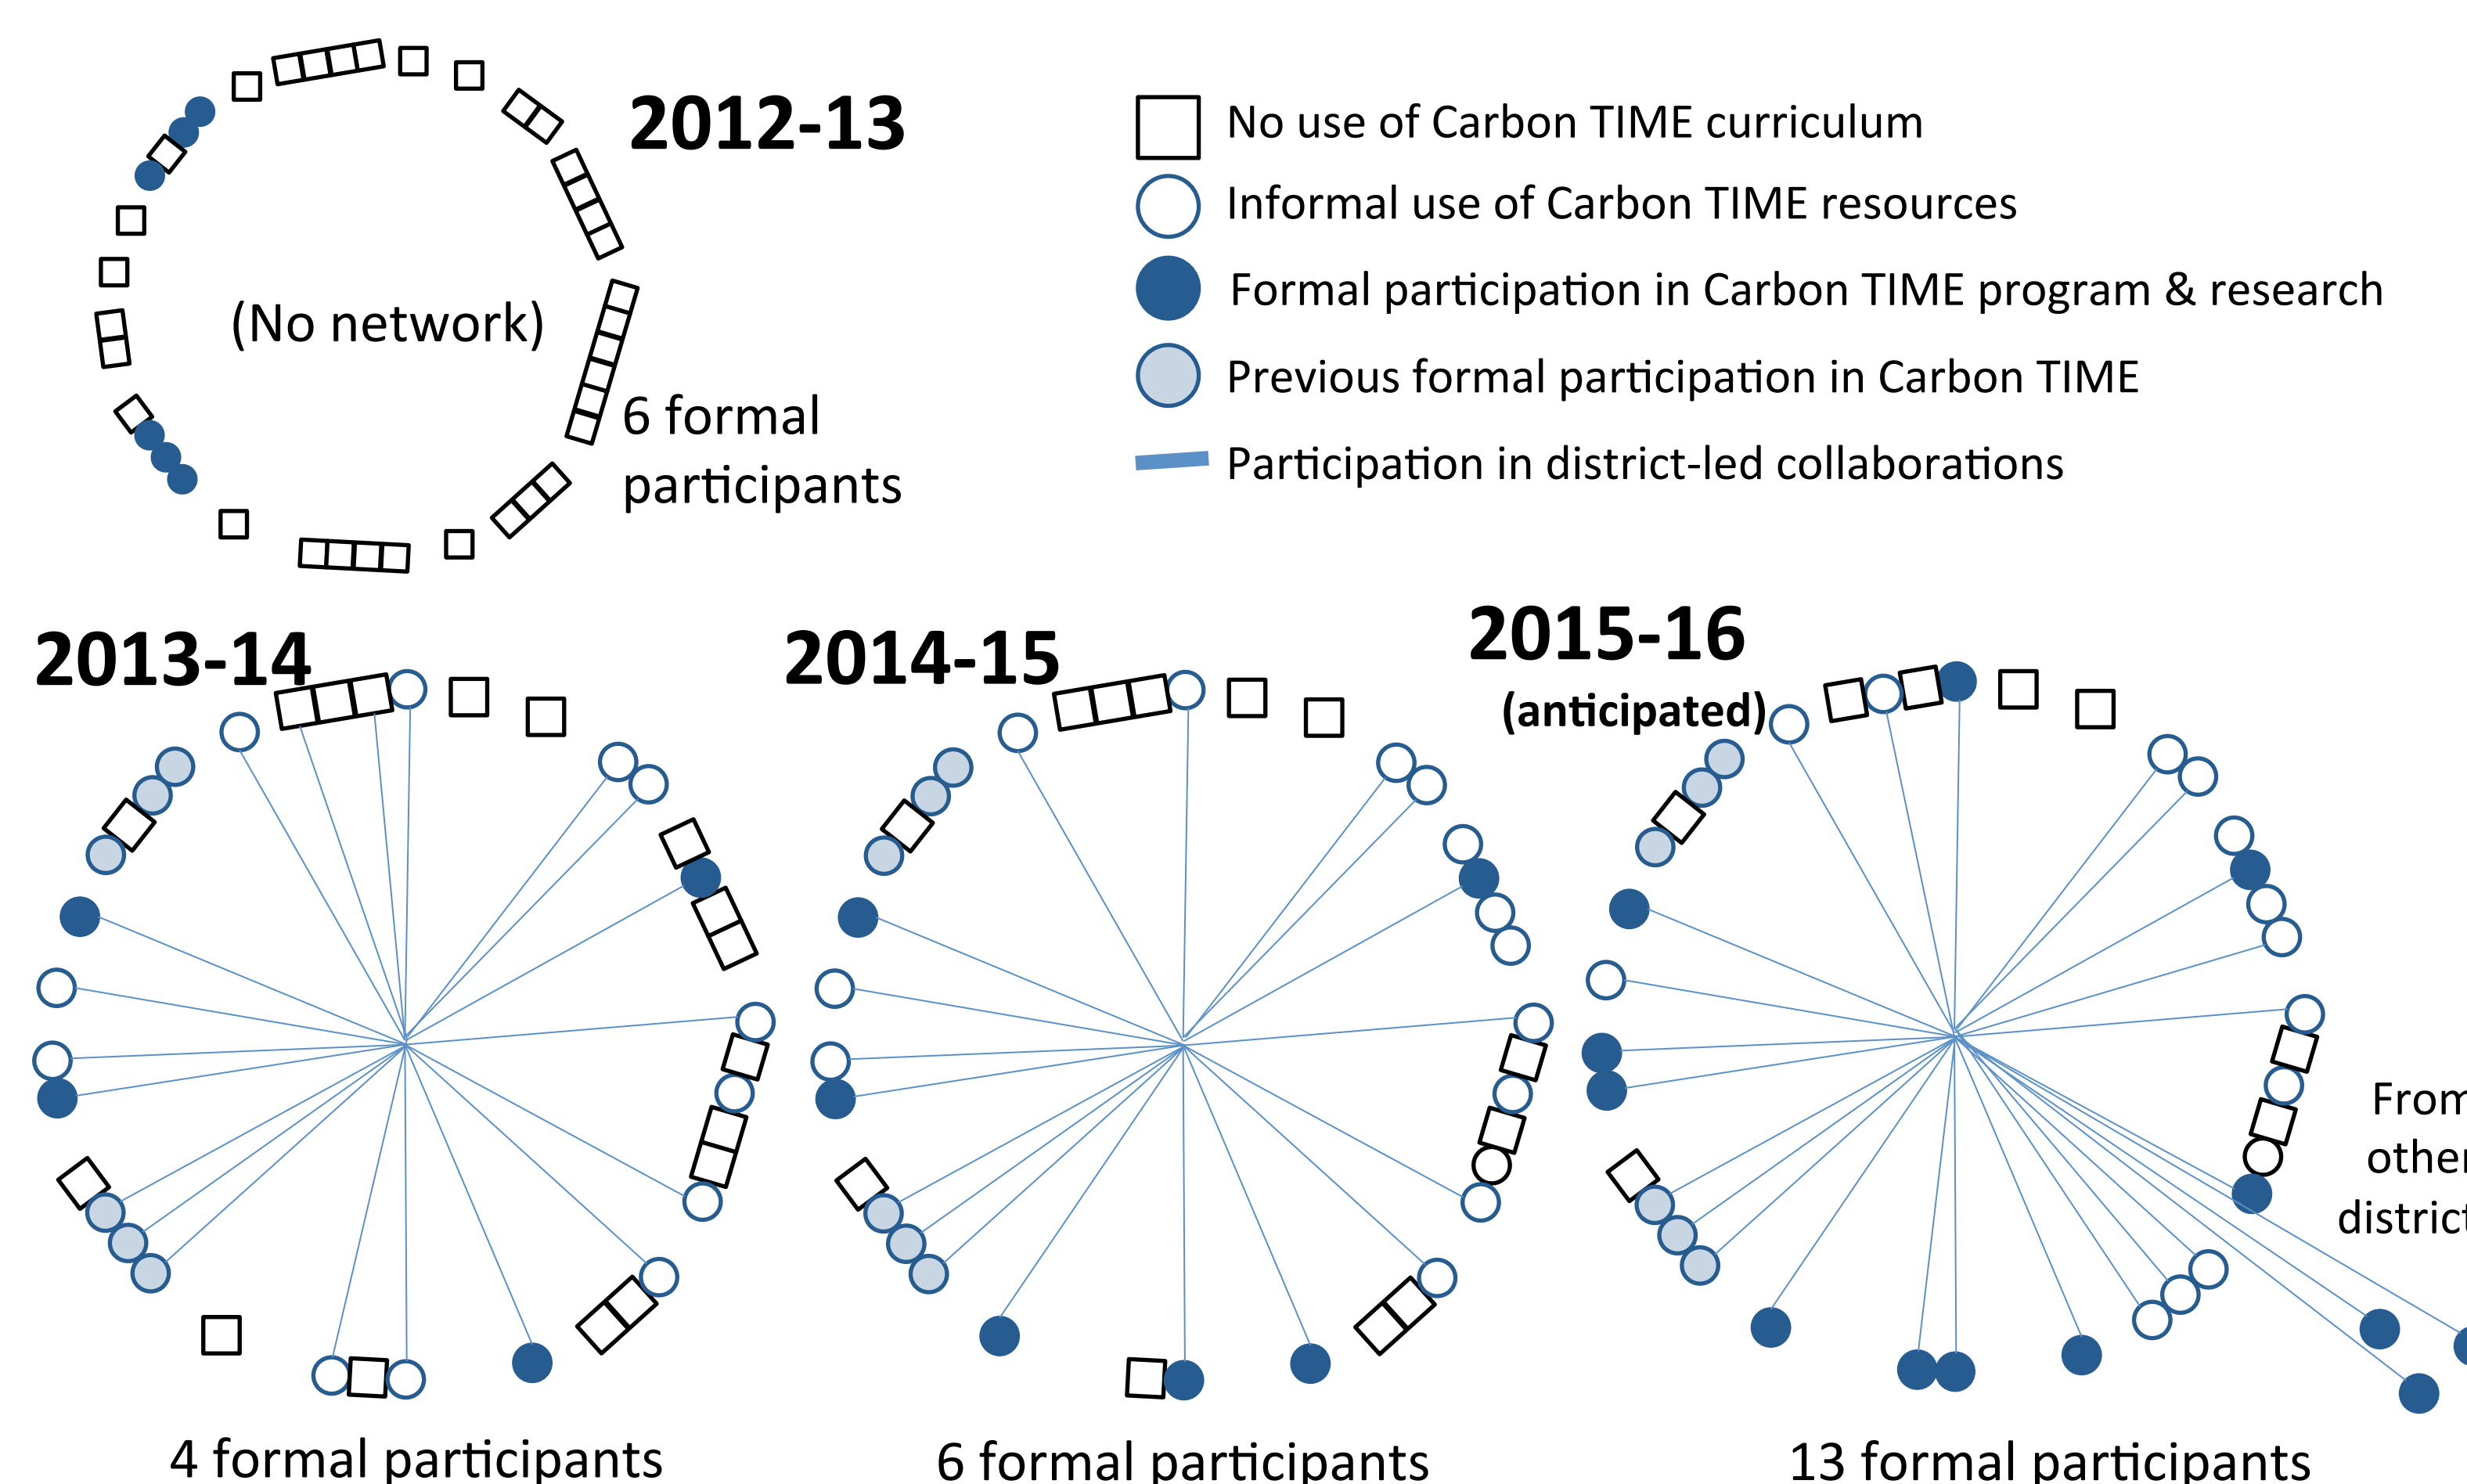 2012-13
(No network)
6 formal
participants
No use of Carbon TIME curriculum
Informal use of Carbon TIME resources
Formal participation in Carbon TIME program & research
Previous formal participation in Carbon TIME
Participation in district-led collaborations
2013-14
4 formal participants
2014-15
6 formal participants
2015-16
(anticipated)
13 formal participants